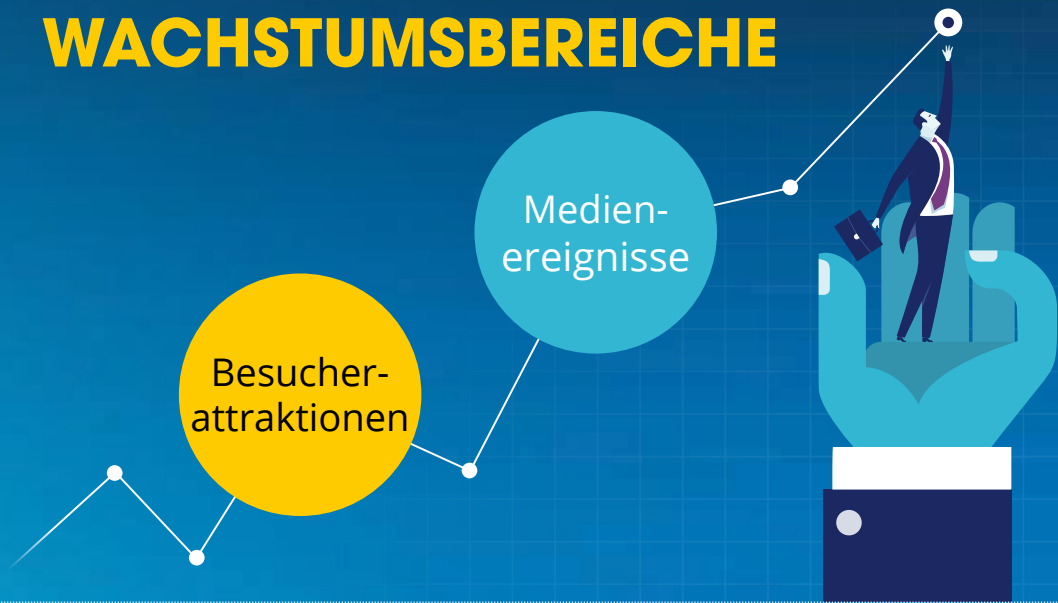 WACHSTUMSBEREICHE
Medien-
ereignisse
Besucher-
attraktionen